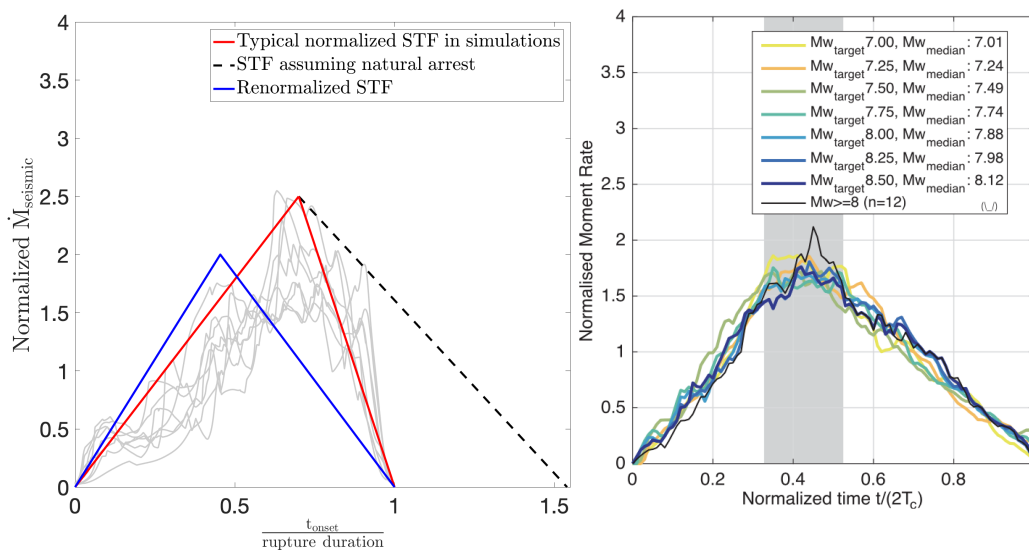 4
3.5
3
2.5
2
1.5
1
0.5
0
Normalized Ṁseismic
Typical normalized STF in simulations
STF assuming natural arrest
Renormalized STF
0 0.5 1 1.5
tonset
rupture duration
4
3.5
3
2.5
2
1.5
1
0.5
0
Normalised Moment Rate
Mwtarget7.00, Mwmedian: 7.01
Mwtarget7.25, Mwmedian: 7.24
Mwtarget7.50, Mwmedian: 7.49
Mwtarget7.75, Mwmedian: 7.74
Mwtarget8.00, Mwmedian: 7.88
Mwtarget8.25, Mwmedian: 7.98
Mwtarget8.50, Mwmedian: 8.12
Mw>=8 (n=12) (\_/)
0 0.2 0.4 0.6 0.8
Normalized time t/(2Tc)